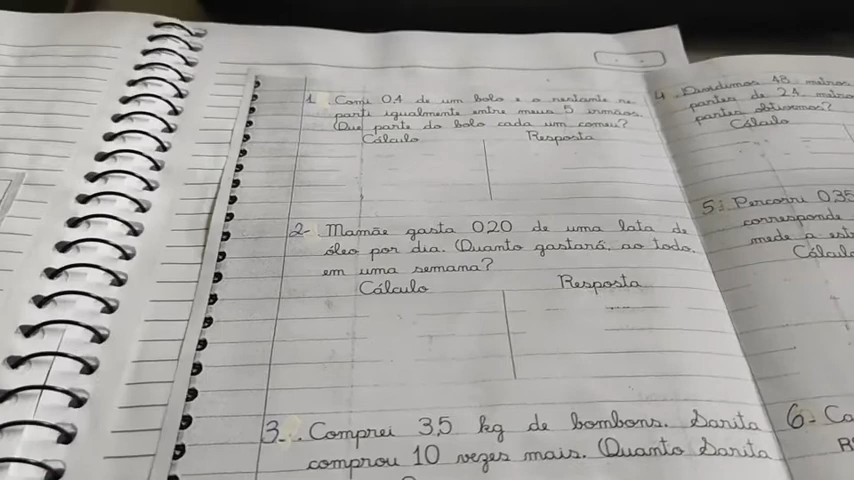 1. Comi 0,4 de um bolo e o restante re-
parti igualmente entre meus 5 irmãos.
Que parte do bolo cada um comeu?
Cálculo Resposta
2- Mamãe gasta 0,20 de uma lata de
óleo por dia. Quanto gastará, ao todo,
em uma semana?
Cálculo Resposta
3-. Comprei 3,5 kg de bombons. Sarita
comprou 10 vezes mais. Quanto Sarita
4. Dividimos 48 metros
partes de 2,4 metros
partes obtivemos?
Cálculo
5. Percorri 0,35
corresponde
mede a
Cálculo
6-